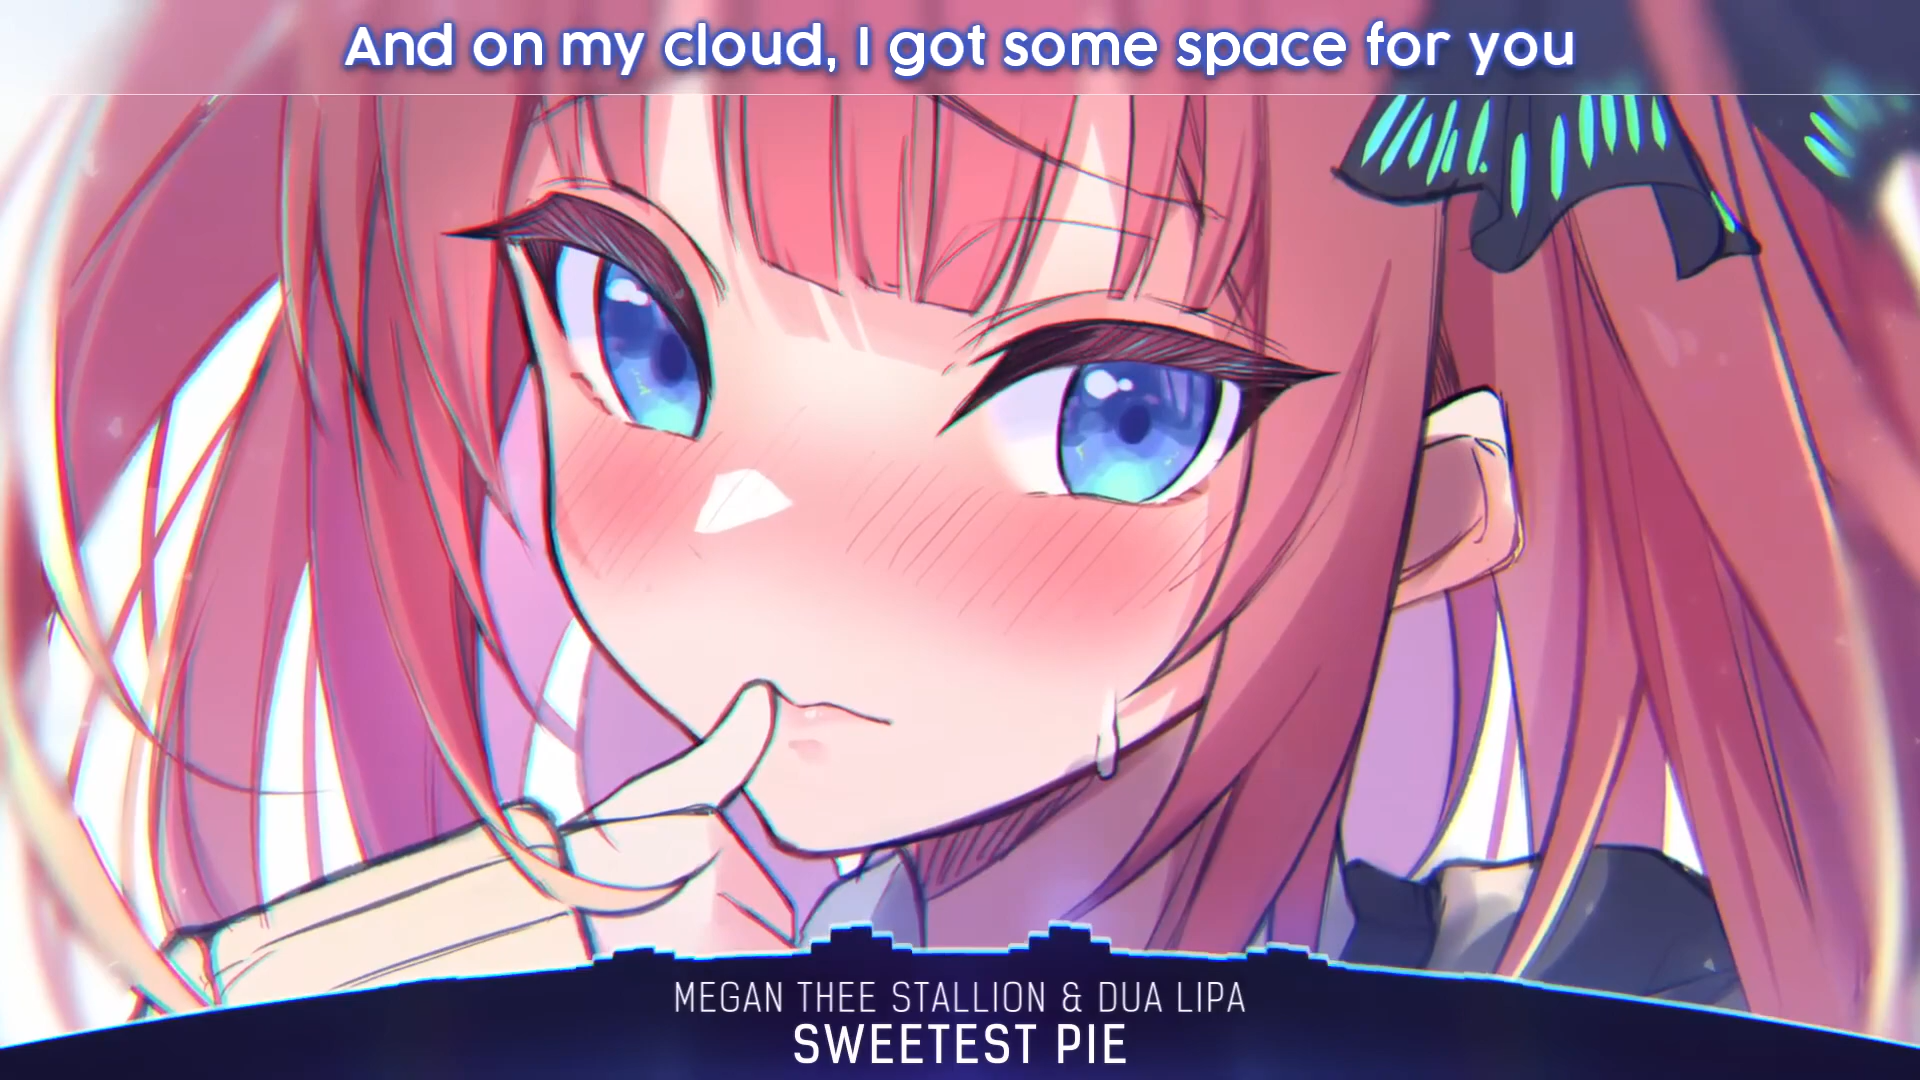 And on my cloud, I got some space for you
MEGAN THEE STALLION & DUA LIPA
SWEETEST PIE